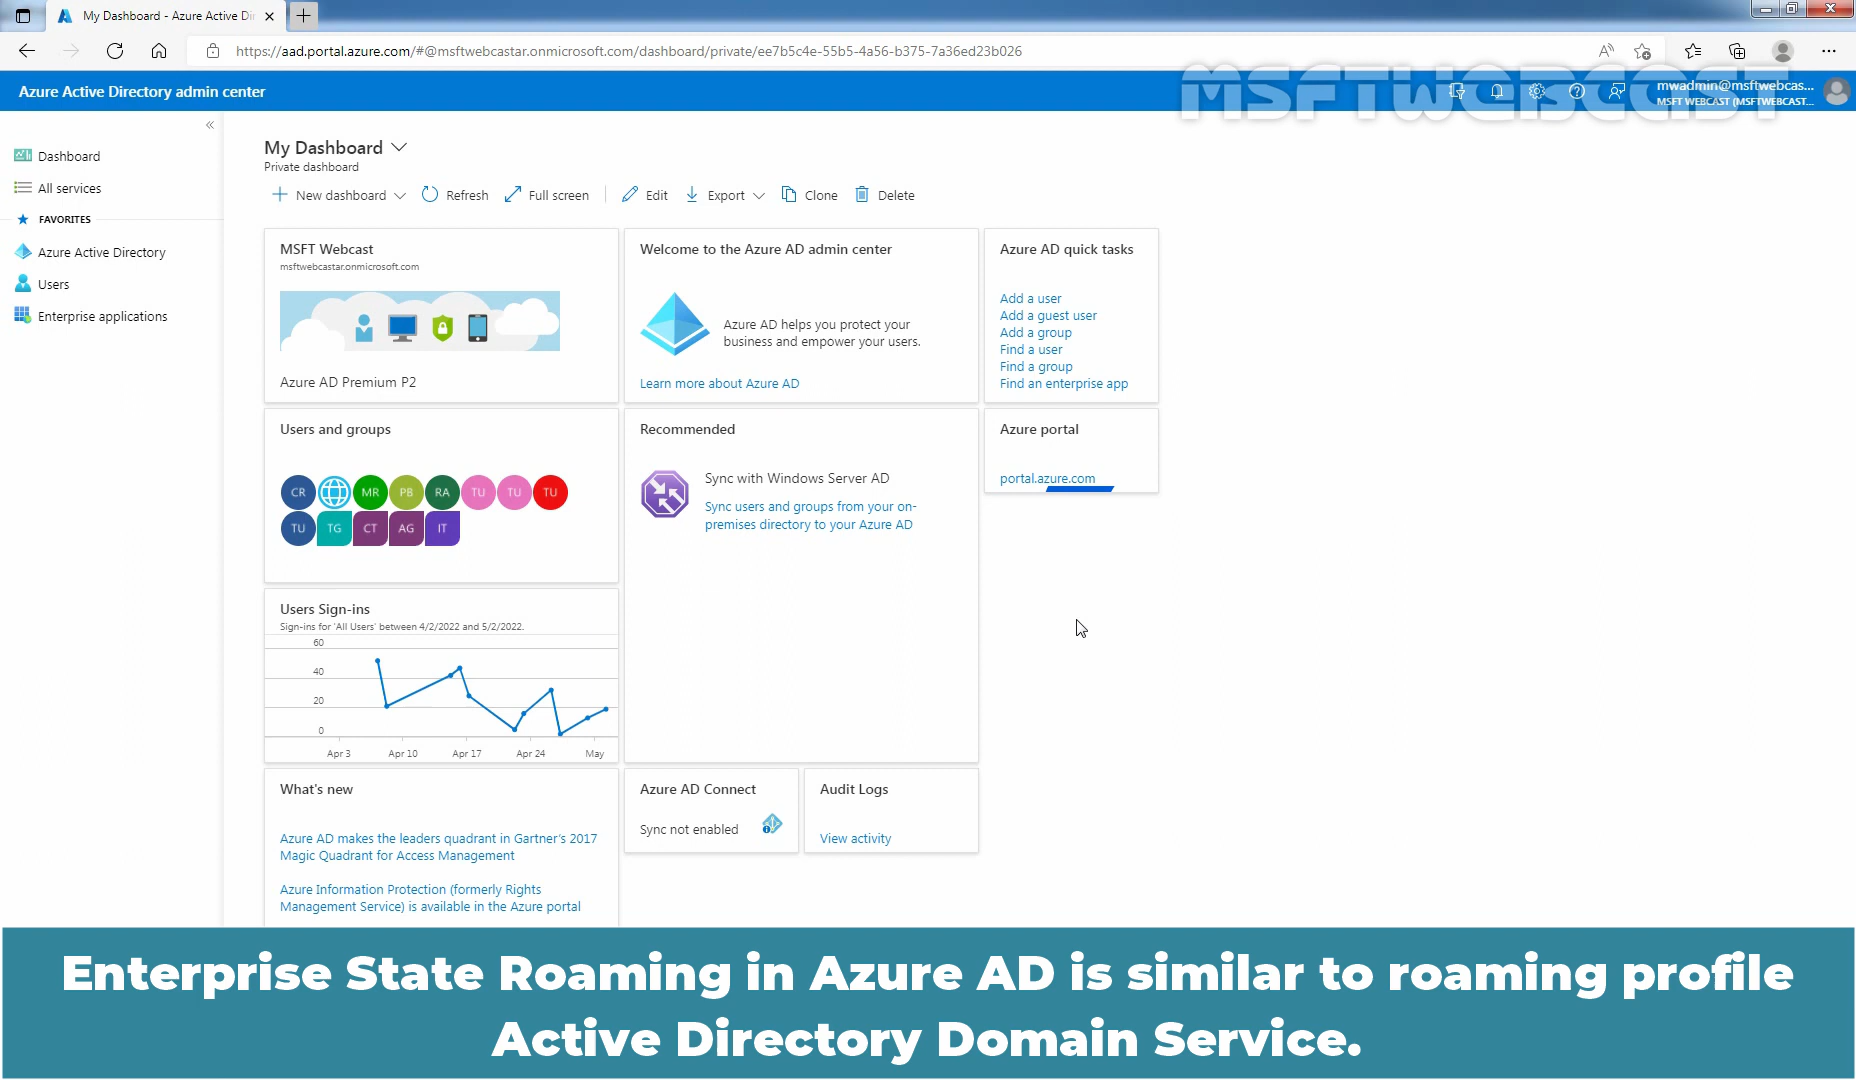 My Dashboard - Azure Active Di
https://aad.portal.azure.com/#@msftwebcastar.onmicrosoft.com/dashboard/private/ee7b5c4e-55b5-4a56-b375-7a36ed23b026
MSFTWEBCAST
Azure Active Directory admin center
mwadmin@msftwebcas...
MSFT WEBCAST (MSFTWEBCAST...
Dashboard
All services
FAVORITES
Azure Active Directory
Users
Enterprise applications
My Dashboard
Private dashboard
New dashboard
Refresh
Full screen
Edit
Export
Clone
Delete
MSFT Webcast
msftwebcastar.onmicrosoft.com
Azure AD Premium P2
Welcome to the Azure AD admin center
Azure AD helps you protect your
business and empower your users.
Learn more about Azure AD
Azure AD quick tasks
Add a user
Add a guest user
Add a group
Find a user
Find a group
Find an enterprise app
Users and groups
CR MR PB RA TU TU TU
TU TG CT AG IT
Recommended
Sync with Windows Server AD
Sync users and groups from your on-
premises directory to your Azure AD
Azure portal
portal.azure.com
Users Sign-ins
Sign-ins for 'All Users' between 4/2/2022 and 5/2/2022.
60
40
20
0
Apr 3 Apr 10 Apr 17 Apr 24 May
What's new
Azure AD makes the leaders quadrant in Gartner's 2017
Magic Quadrant for Access Management
Azure Information Protection (formerly Rights
Management Service) is available in the Azure portal
Azure AD Connect
Sync not enabled
Audit Logs
View activity
Enterprise State Roaming in Azure AD is similar to roaming profile
Active Directory Domain Service.